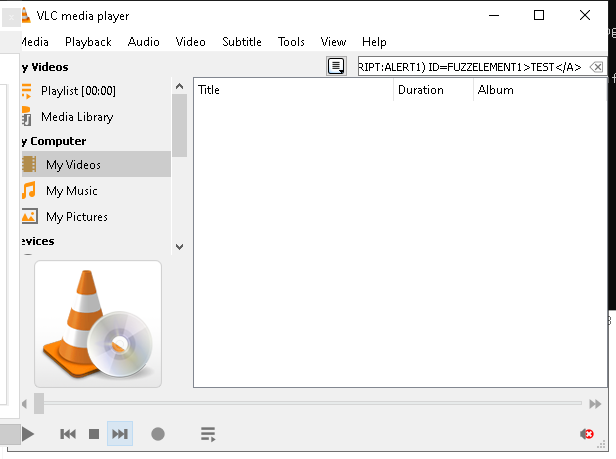 VLC media player
Media Playback Audio Video Subtitle Tools View Help
y Videos
RIPT:ALERT1) ID=FUZZELEMENT1>TEST</A>
Playlist [00:00]
Title Duration Album
Media Library
y Computer
My Videos
My Music
My Pictures
evices